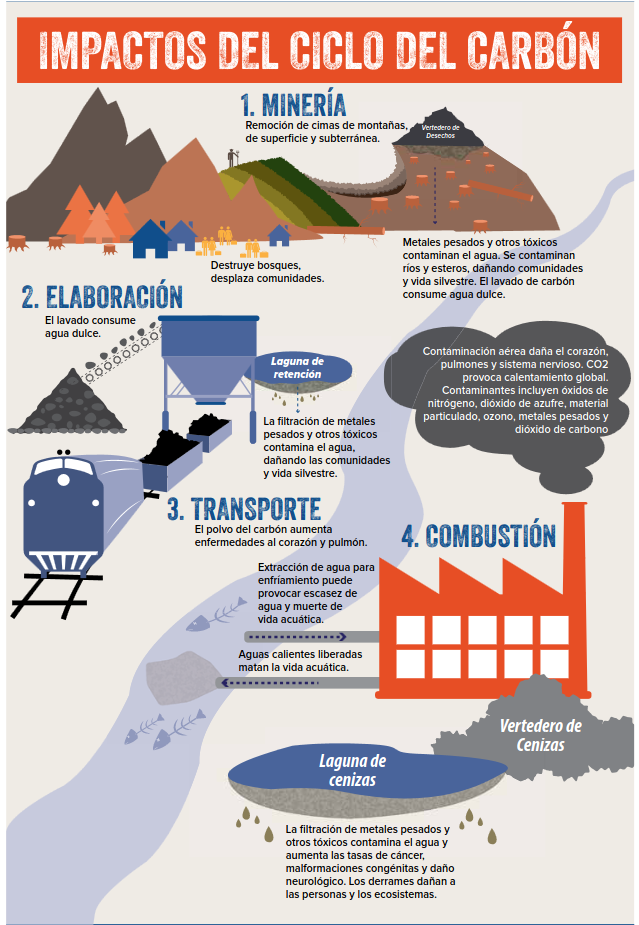 IMPACTOS DEL CICLO DEL CARBÓN
1. MINERÍA
Remoción de cimas de montañas,
de superficie y subterránea.
Vertedero de
Desechos
Destruye bosques,
desplaza comunidades.
Metales pesados y otros tóxicos
contaminan el agua. Se contaminan
ríos y esteros, dañando comunidades
y vida silvestre. El lavado de carbón
consume agua dulce.
2. ELABORACIÓN
El lavado consume
agua dulce.
Laguna de
retención
La filtración de metales
pesados y otros tóxicos
contamina el agua,
dañando las comunidades
y vida silvestre.
Contaminación aérea daña el corazón,
pulmones y sistema nervioso. CO2
provoca calentamiento global.
Contaminantes incluyen óxidos de
nitrógeno, dióxido de azufre, material
particulado, ozono, metales pesados y
dióxido de carbono
3. TRANSPORTE
El polvo del carbón aumenta
enfermedades al corazón y pulmón.
4. COMBUSTIÓN
Extracción de agua para
enfríamiento puede
provocar escasez de
agua y muerte de
vida acuática.
Aguas calientes liberadas
matan la vida acuática.
Vertedero de
Cenizas
Laguna de
cenizas
La filtración de metales pesados y
otros tóxicos contamina el agua y
aumenta las tasas de cáncer,
malformaciones congénitas y daño
neurológico. Los derrames dañan a
las personas y los ecosistemas.